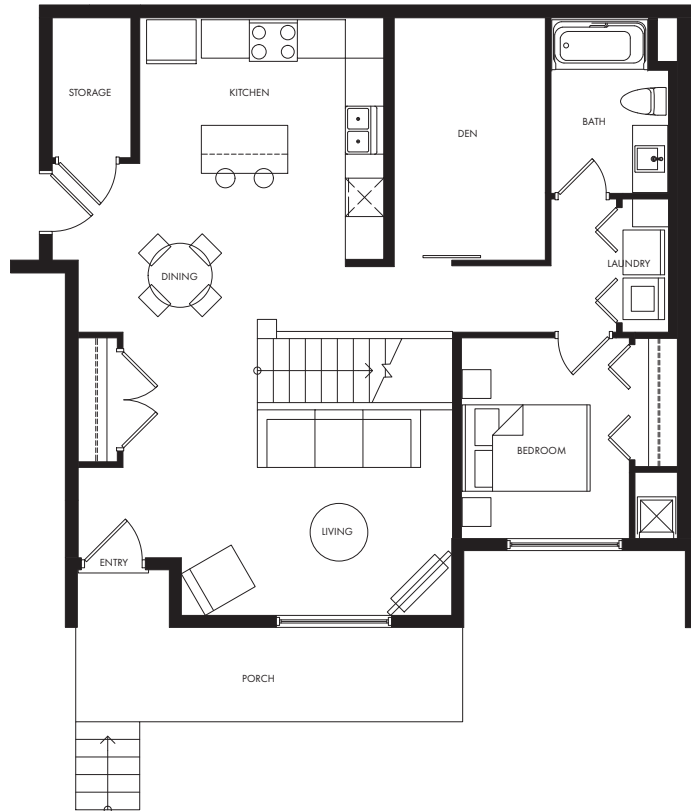 STORAGE
KITCHEN
DEN
BATH
DINING
LAUNDRY
BEDROOM
LIVING
ENTRY
PORCH